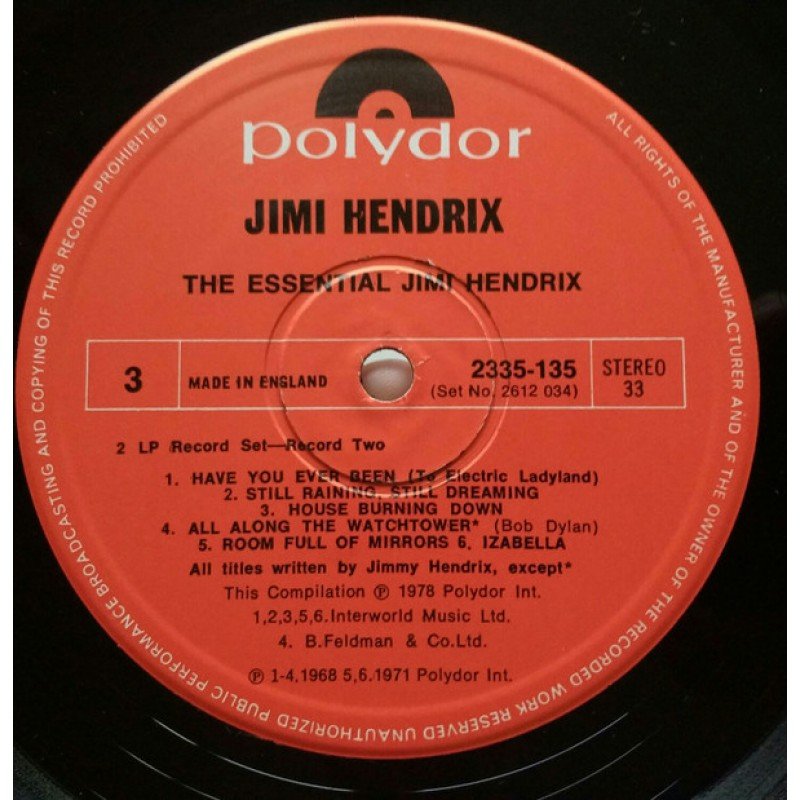 polydor
JIMI HENDRIX
THE ESSENTIAL JIMI HENDRIX
3
MADE IN ENGLAND
2335-135
(Set No. 2612 034)
STEREO
33
2 LP Record Set—Record Two
1. HAVE YOU EVER BEEN (To Electric Ladyland)
2. STILL RAINING, STILL DREAMING
3. HOUSE BURNING DOWN
4. ALL ALONG THE WATCHTOWER* (Bob Dylan)
5. ROOM FULL OF MIRRORS 6. IZABELLA
All titles written by Jimmy Hendrix, except*
This Compilation ℗ 1978 Polydor Int.
1,2,3,5,6.Interworld Music Ltd.
4. B.Feldman & Co.Ltd.
℗ 1-4,1968 5,6.1971 Polydor Int.
ALL RIGHTS OF THE MANUFACTURER AND OF THE OWNER OF THE RECORDED WORK RESERVED UNAUTHORIZED PUBLIC PERFORMANCE BROADCASTING AND COPYING OF THIS RECORD PROHIBITED